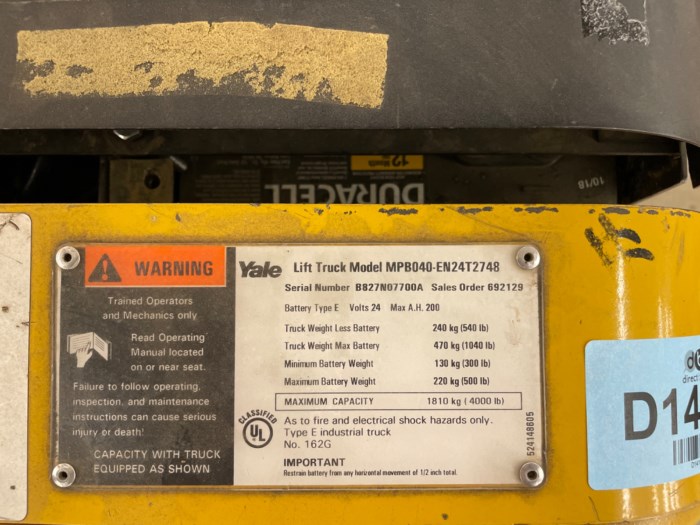 12 Month
DURACELL
10/18
WARNING
Trained Operators
and Mechanics only
Read Operating
Manual located
on or near seat.
Failure to follow operating,
inspection, and maintenance
instructions can cause serious
injury or death!
CAPACITY WITH TRUCK
EQUIPPED AS SHOWN
Yale Lift Truck Model MPB040-EN24T2748
Serial Number B827N07700A Sales Order 692129
Battery Type E Volts 24 Max A.H. 200
Truck Weight Less Battery 240 kg (540 lb)
Truck Weight Max Battery 470 kg (1040 lb)
Minimum Battery Weight 130 kg (300 lb)
Maximum Battery Weight 220 kg (500 lb)
MAXIMUM CAPACITY 1810 kg (4000 lb)
CLASSIFIED
UL
As to fire and electrical shock hazards only.
Type E industrial truck
No. 162G
IMPORTANT
Restrain battery from any horizontal movement of 1/2 inch total.
524148605
direct
D14